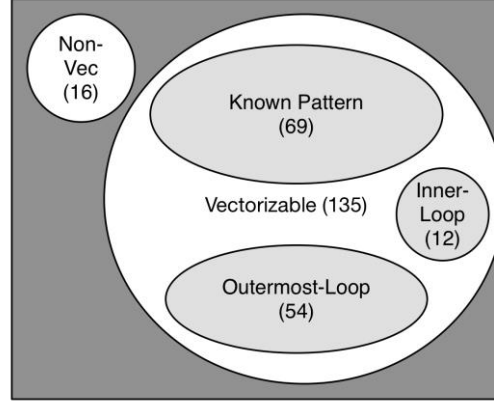 Non-
Vec
(16)
Known Pattern
(69)
Vectorizable (135)
Inner-
Loop
(12)
Outermost-Loop
(54)